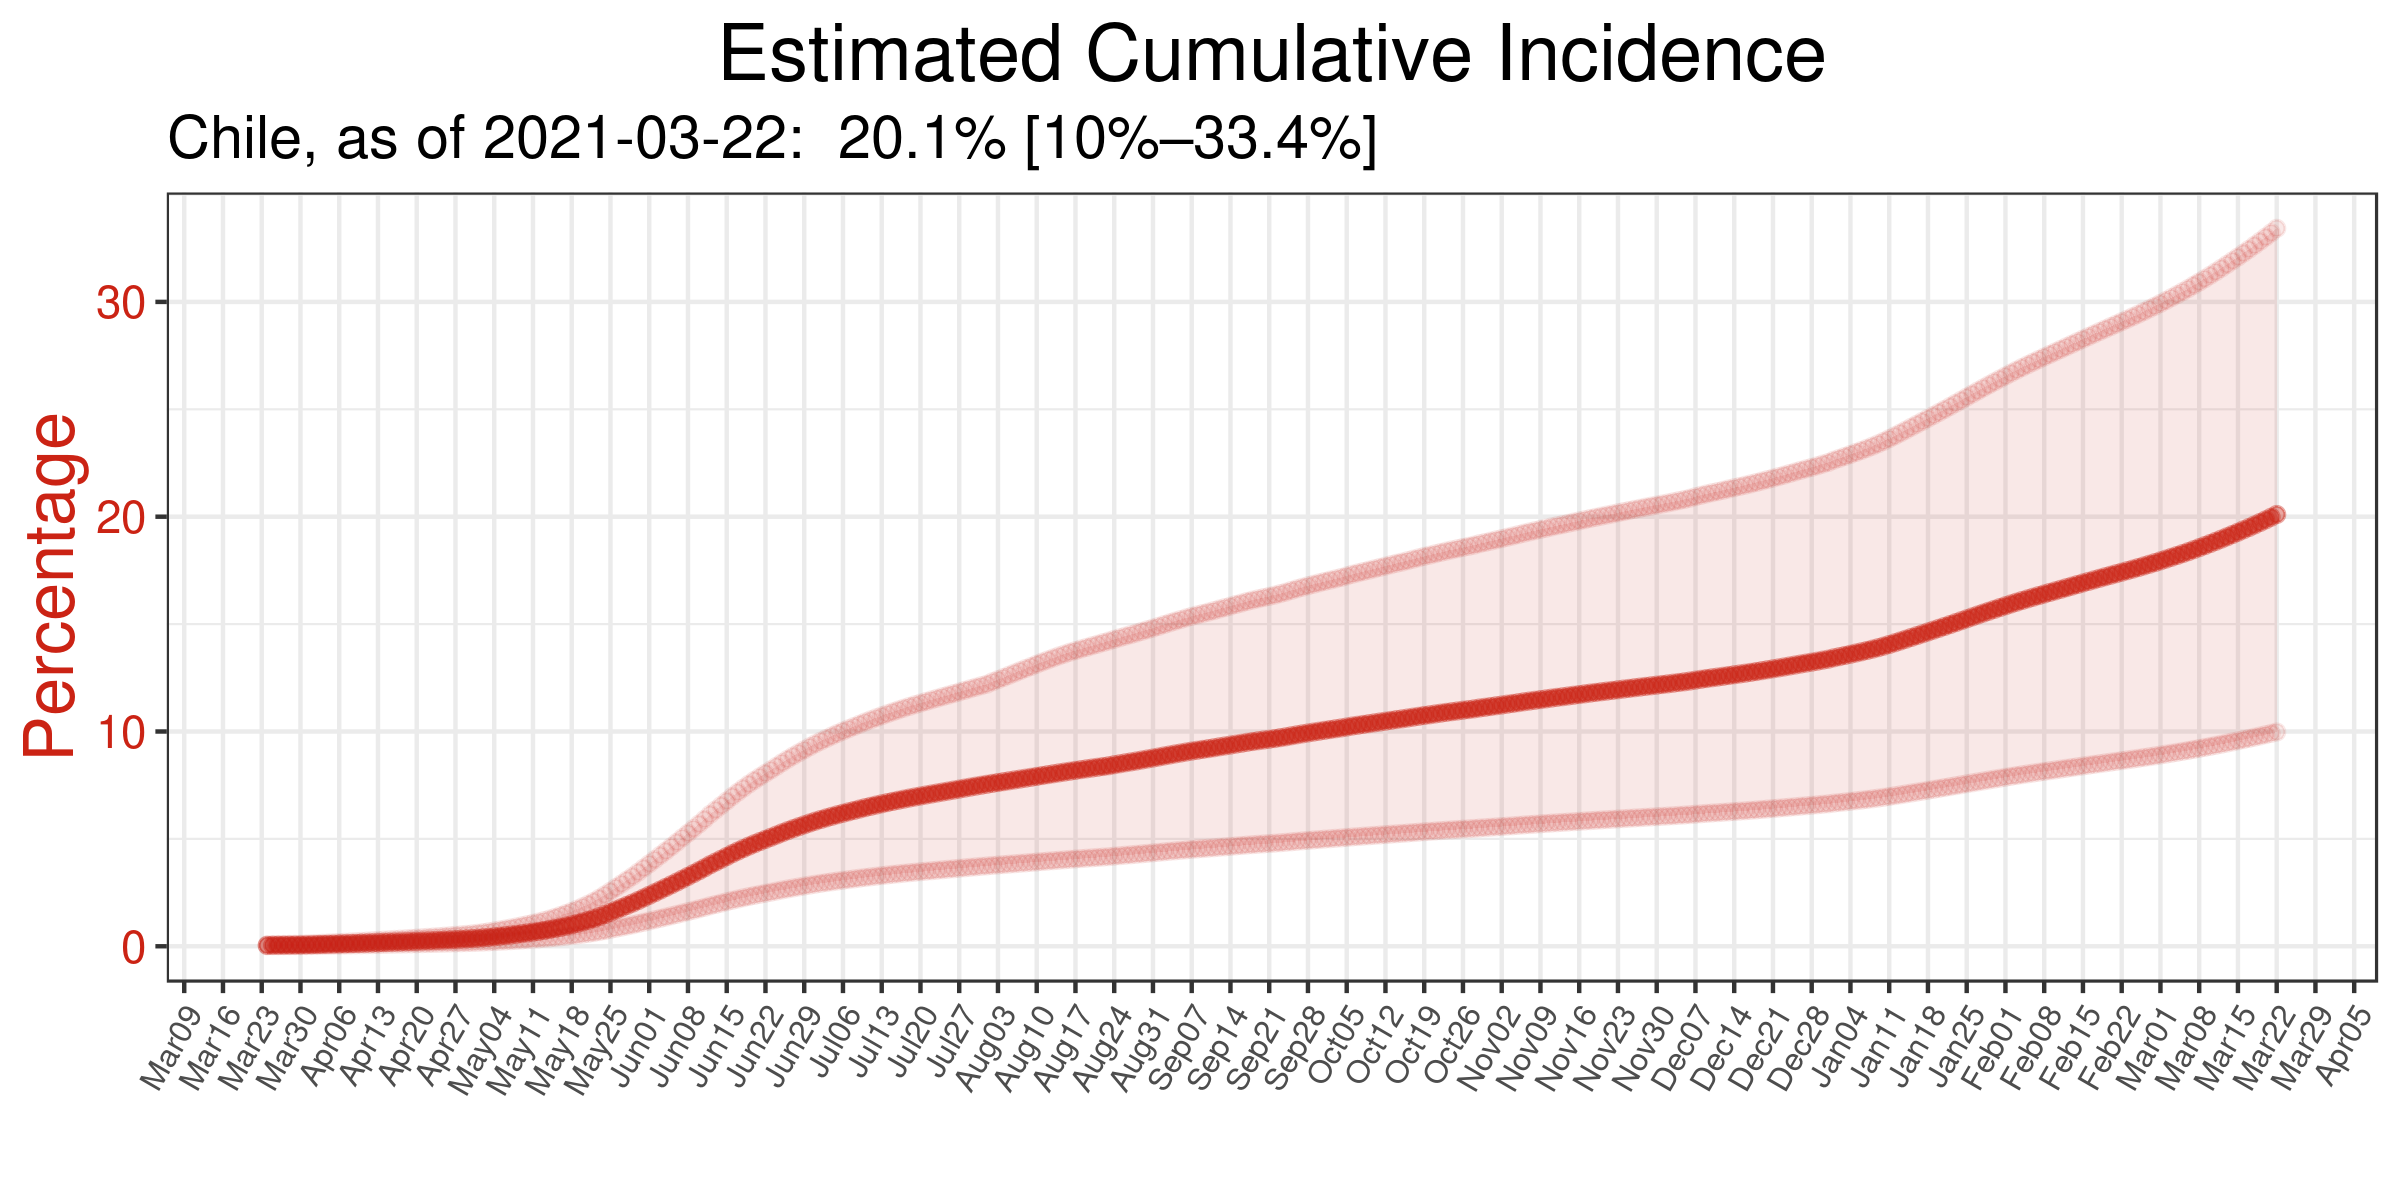 Estimated Cumulative Incidence
Chile, as of 2021-03-22:  20.1% [10%–33.4%]
Percentage
30
20
10
0
Mar09
Mar16
Mar23
Mar30
Apr06
Apr13
Apr20
Apr27
May04
May11
May18
May25
Jun01
Jun08
Jun15
Jun22
Jun29
Jul06
Jul13
Jul20
Jul27
Aug03
Aug10
Aug17
Aug24
Aug31
Sep07
Sep14
Sep21
Sep28
Oct05
Oct12
Oct19
Oct26
Nov02
Nov09
Nov16
Nov23
Nov30
Dec07
Dec14
Dec21
Dec28
Jan04
Jan11
Jan18
Jan25
Feb01
Feb08
Feb15
Feb22
Mar01
Mar08
Mar15
Mar22
Mar29
Apr05